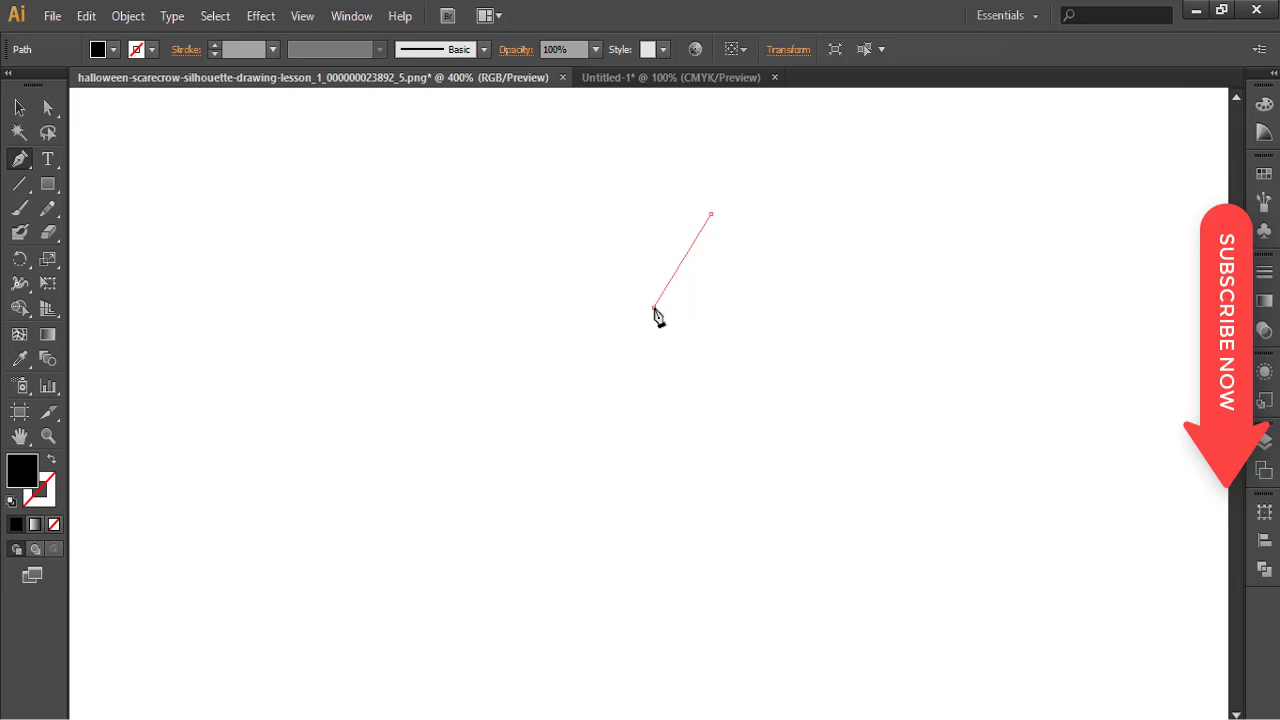 Ai File Edit Object Type Select Effect View Window Help Br Essentials
Path Stroke: Basic Opacity: 100% Style: Transform
halloween-scarecrow-silhouette-drawing-lesson_1_000000023892_5.png* @ 400% (RGB/Preview) × Untitled-1* @ 100% (CMYK/Preview) ×
T
SUBSCRIBE NOW